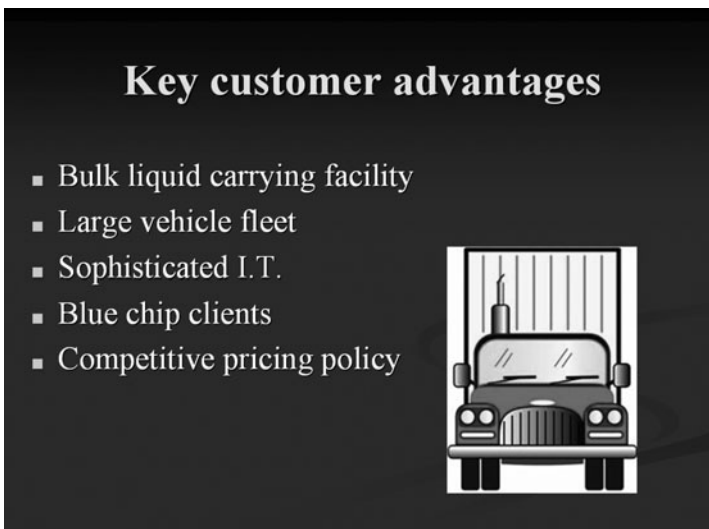 Key customer advantages
Bulk liquid carrying facility
Large vehicle fleet
Sophisticated I.T.
Blue chip clients
Competitive pricing policy